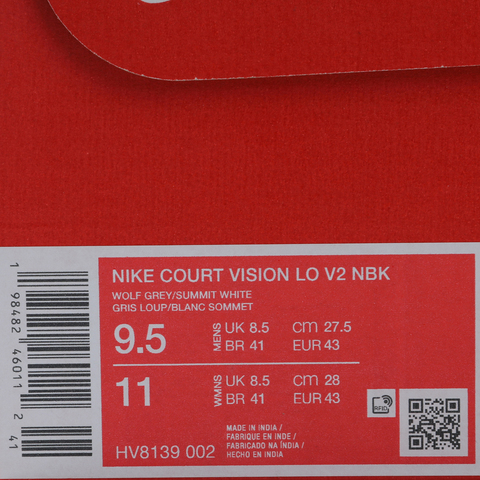 NIKE COURT VISION LO V2 NBK
WOLF GREY/SUMMIT WHITE
GRIS LOUP/BLANC SOMMET
9.5 MENS UK 8.5 cm 27.5
BR 41 EUR 43
11 WMNS UK 8.5 cm 28
BR 41 EUR 43
RFID
HV8139 002
MADE IN INDIA /
FABRIQUE EN INDE /
FABRICADO NA ÍNDIA /
HECHO EN INDIA
1 98482 46011 2 41